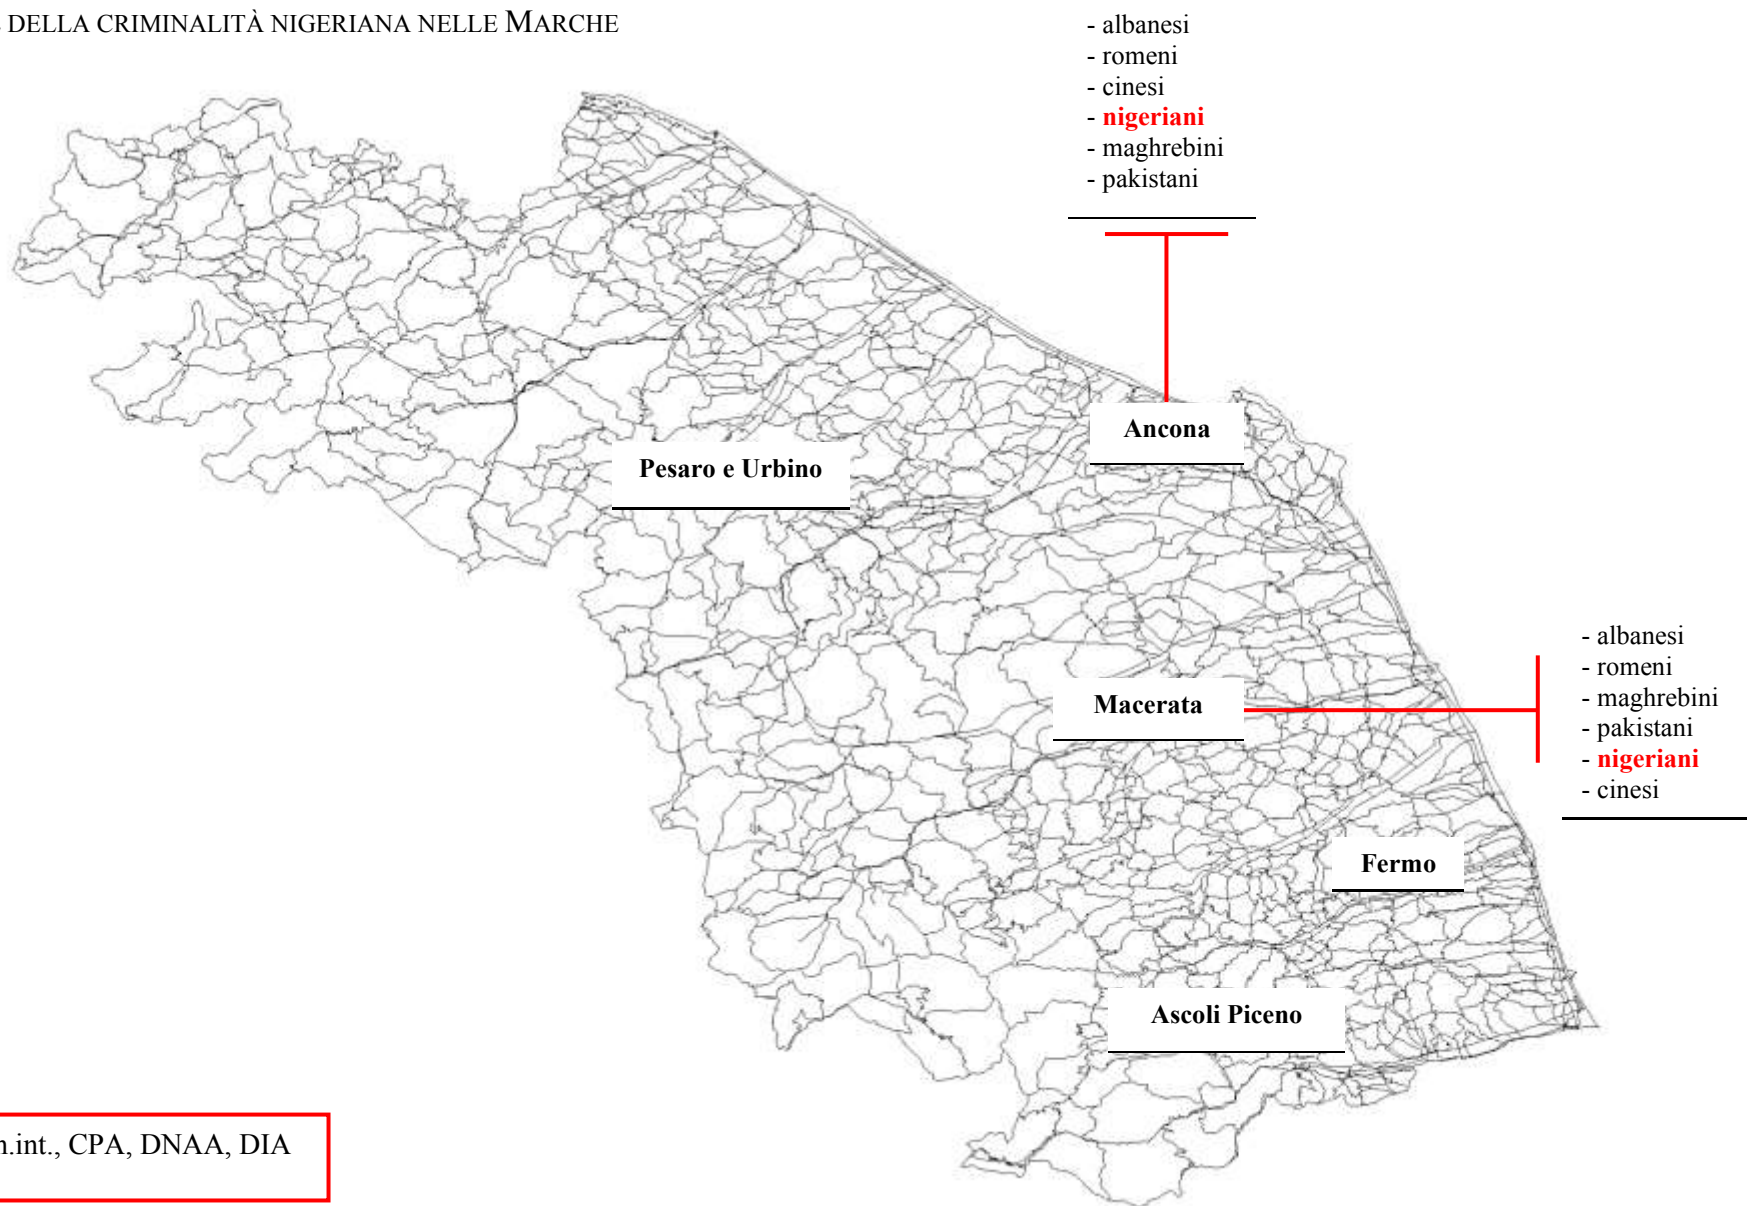 DELLA CRIMINALITÀ NIGERIANA NELLE MARCHE
- albanesi
- romeni
- cinesi
- nigeriani
- maghrebini
- pakistani
Ancona
Pesaro e Urbino
- albanesi
- romeni
- maghrebini
- pakistani
- nigeriani
- cinesi
Macerata
Fermo
Ascoli Piceno
n.int., CPA, DNAA, DIA